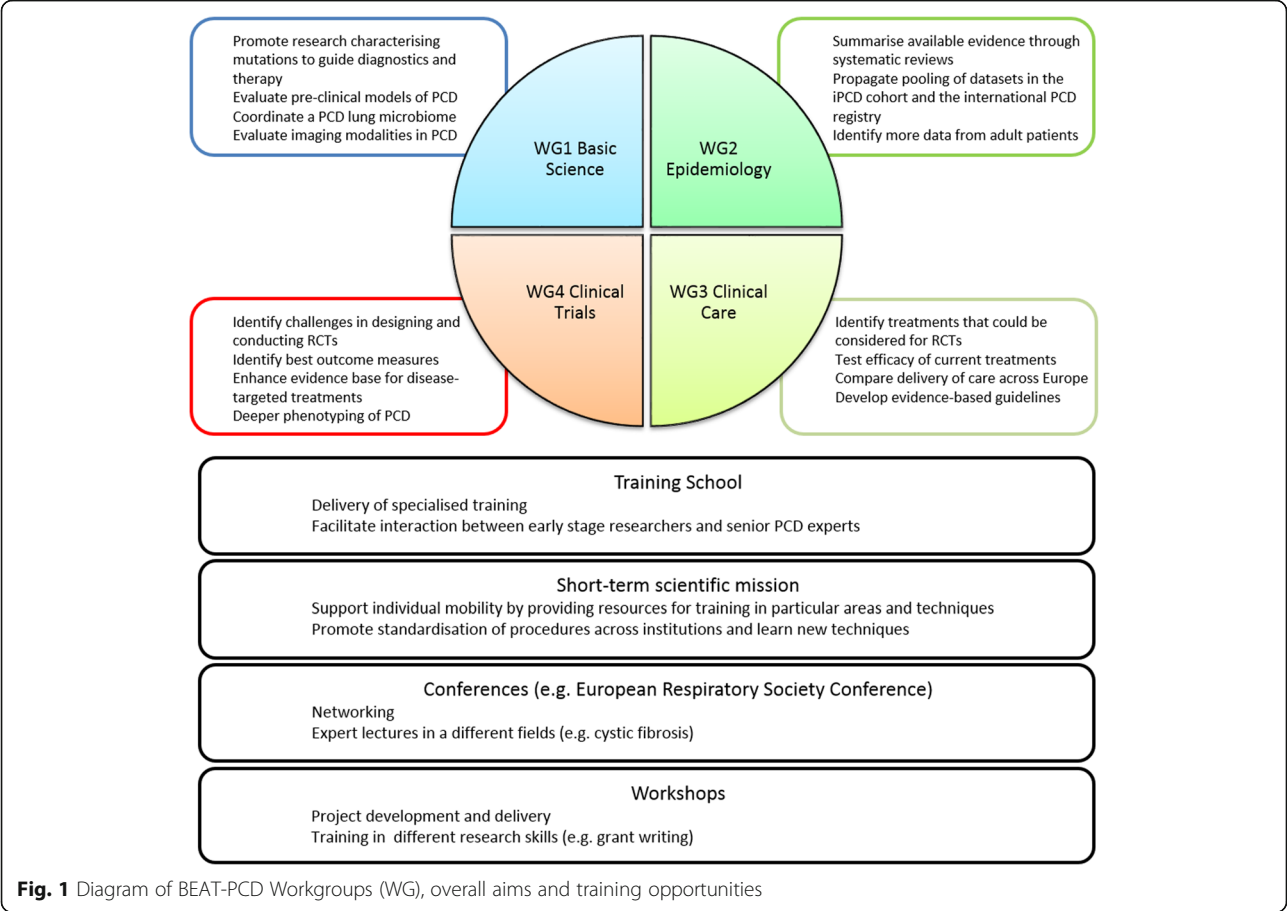 Promote research characterising
mutations to guide diagnostics and
therapy
Evaluate pre-clinical models of PCD
Coordinate a PCD lung microbiome
Evaluate imaging modalities in PCD
WG1 Basic
Science
WG2
Epidemiology
Summarise available evidence through
systematic reviews
Propagate pooling of datasets in the
iPCD cohort and the international PCD
registry
Identify more data from adult patients
Identify challenges in designing and
conducting RCTs
Identify best outcome measures
Enhance evidence base for disease-
targeted treatments
Deeper phenotyping of PCD
WG4 Clinical
Trials
WG3 Clinical
Care
Identify treatments that could be
considered for RCTs
Test efficacy of current treatments
Compare delivery of care across Europe
Develop evidence-based guidelines
Training School
Delivery of specialised training
Facilitate interaction between early stage researchers and senior PCD experts
Short-term scientific mission
Support individual mobility by providing resources for training in particular areas and techniques
Promote standardisation of procedures across institutions and learn new techniques
Conferences (e.g. European Respiratory Society Conference)
Networking
Expert lectures in a different fields (e.g. cystic fibrosis)
Workshops
Project development and delivery
Training in different research skills (e.g. grant writing)
Fig. 1 Diagram of BEAT-PCD Workgroups (WG), overall aims and training opportunities